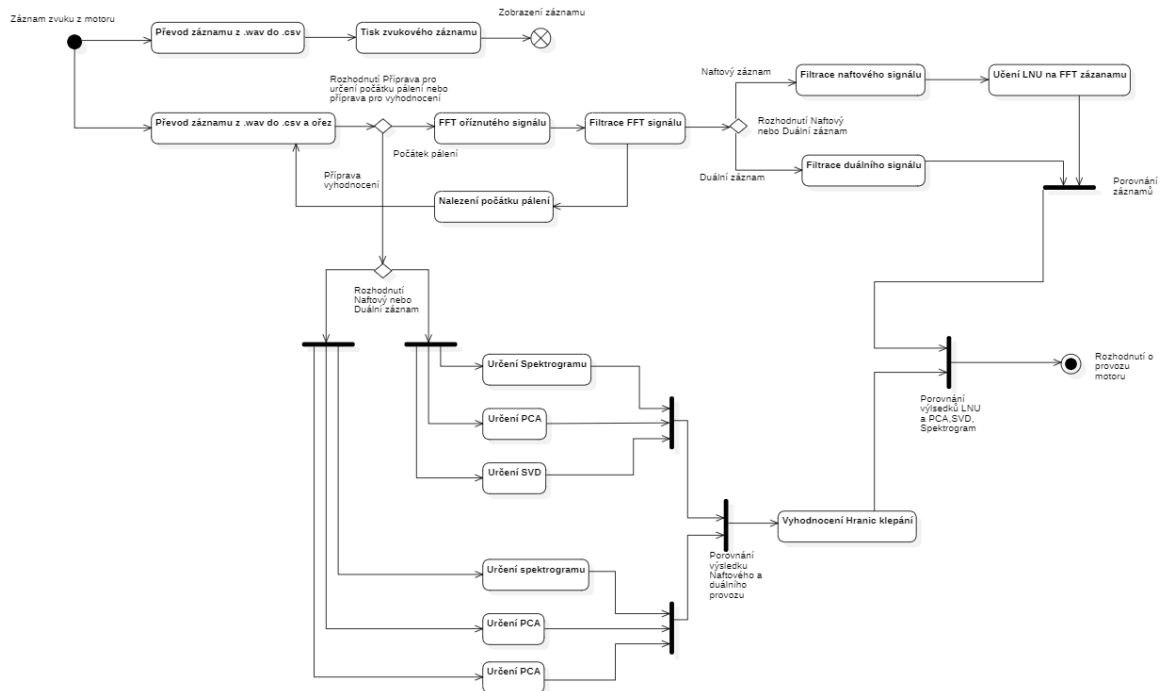 Záznam zvuku z motoru
Převod záznamu z .wav do .csv
Tisk zvukového záznamu
Zobrazení záznamu
Rozhodnutí Příprava pro
určení počátku pálení nebo
příprava pro vyhodnocení
Převod záznamu z .wav do .csv a ořez
FFT oříznutého signálu
Filtrace FFT signálu
Počátek pálení
Příprava
vyhodnocení
Nalezení počátku pálení
Naftový záznam
Rozhodnutí Naftový
nebo Duální záznam
Duální záznam
Filtrace naftového signálu
Učení LNU na FFT zázanamu
Filtrace duálního signálu
Porovnání
záznamů
Rozhodnutí
Naftový nebo
Duální záznam
Určení Spektrogramu
Určení PCA
Určení SVD
Určení spektrogramu
Určení PCA
Určení PCA
Porovnání
výsledku
Naftového a
duálního
provozu
Vyhodnocení Hranic klepání
Porovnání
výlsedků LNU
a PCA,SVD,
Spektrogram
Rozhodnutí o
provozu
motoru